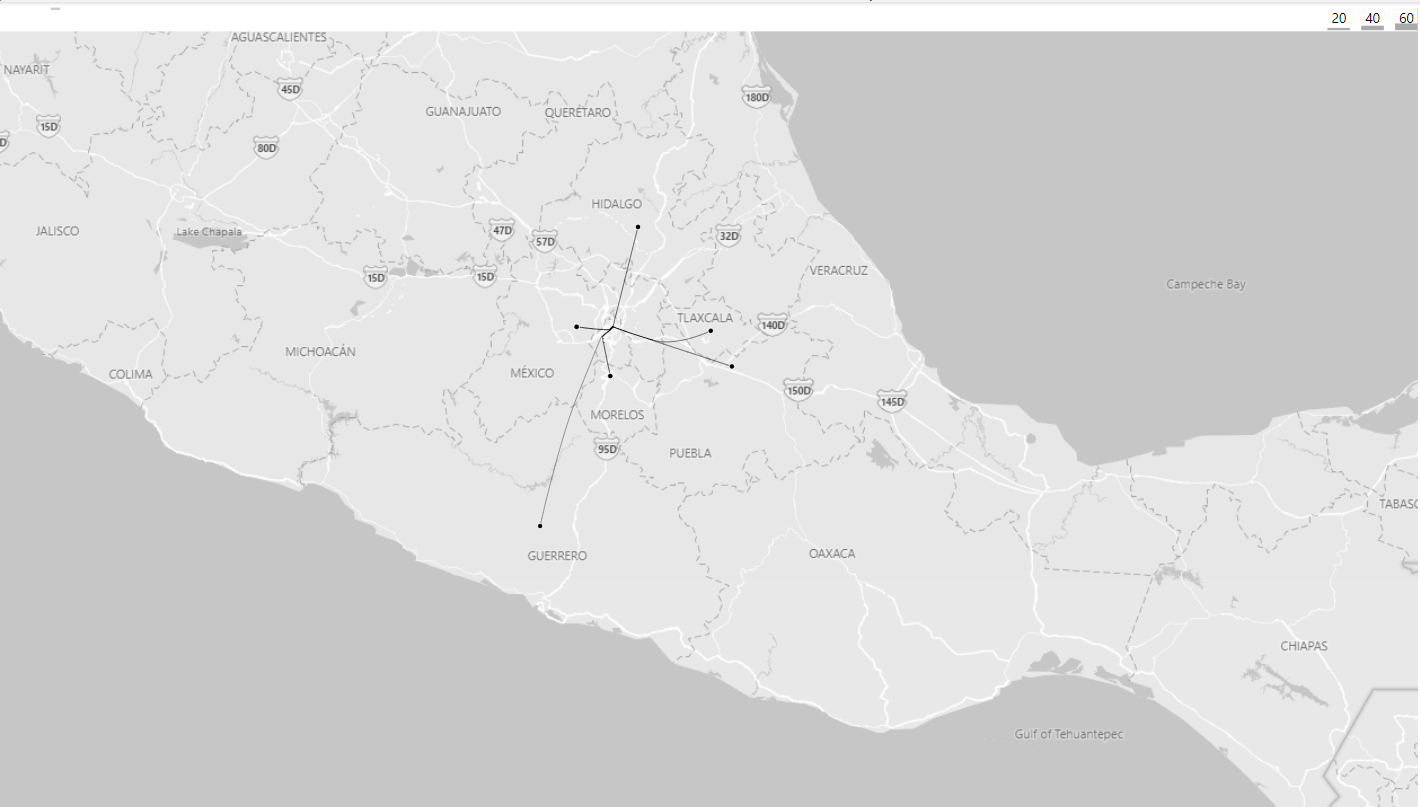 20 40 60
AGUASCALIENTES
NAYARIT
45D
180D
GUANAJUATO
QUERÉTARO
15D
D
80D
HIDALGO
JALISCO
Lake Chapala
47D
57D
32D
VERACRUZ
15D
15D
Campeche Bay
TLAXCALA
140D
MICHOACÁN
COLIMA
MÉXICO
150D
145D
MORELOS
95D
PUEBLA
TABASC
GUERRERO
OAXACA
CHIAPAS
Gulf of Tehuantepec